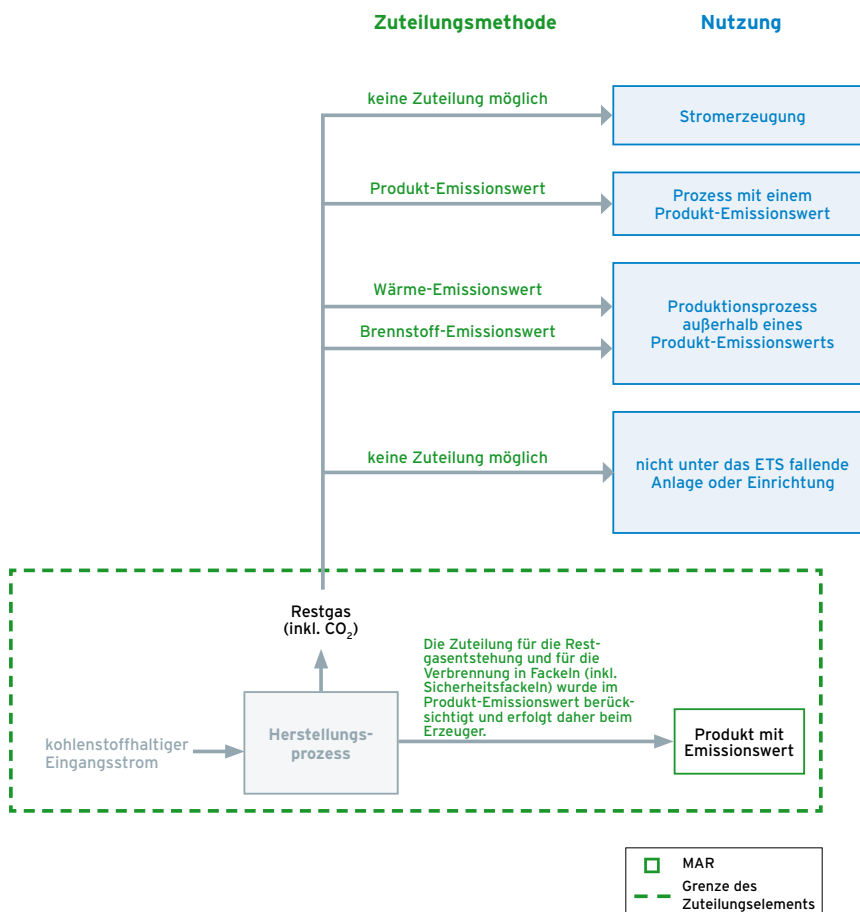 Zuteilungsmethode
Nutzung
keine Zuteilung möglich
Stromerzeugung
Produkt-Emissionswert
Prozess mit einem
Produkt-Emissionswert
Wärme-Emissionswert
Brennstoff-Emissionswert
Produktionsprozess
außerhalb eines
Produkt-Emissionswerts
keine Zuteilung möglich
nicht unter das ETS fallende
Anlage oder Einrichtung
Restgas
(inkl. CO₂)
Die Zuteilung für die Rest-
gasentstehung und für die
Verbrennung in Fackeln (inkl.
Sicherheitsfackeln) wurde im
Produkt-Emissionswert berück-
sichtigt und erfolgt daher beim
Erzeuger.
kohlenstoffhaltiger
Eingangsstrom
Herstellungs-
prozess
Produkt mit
Emissionswert
MAR
Grenze des
Zuteilungselements